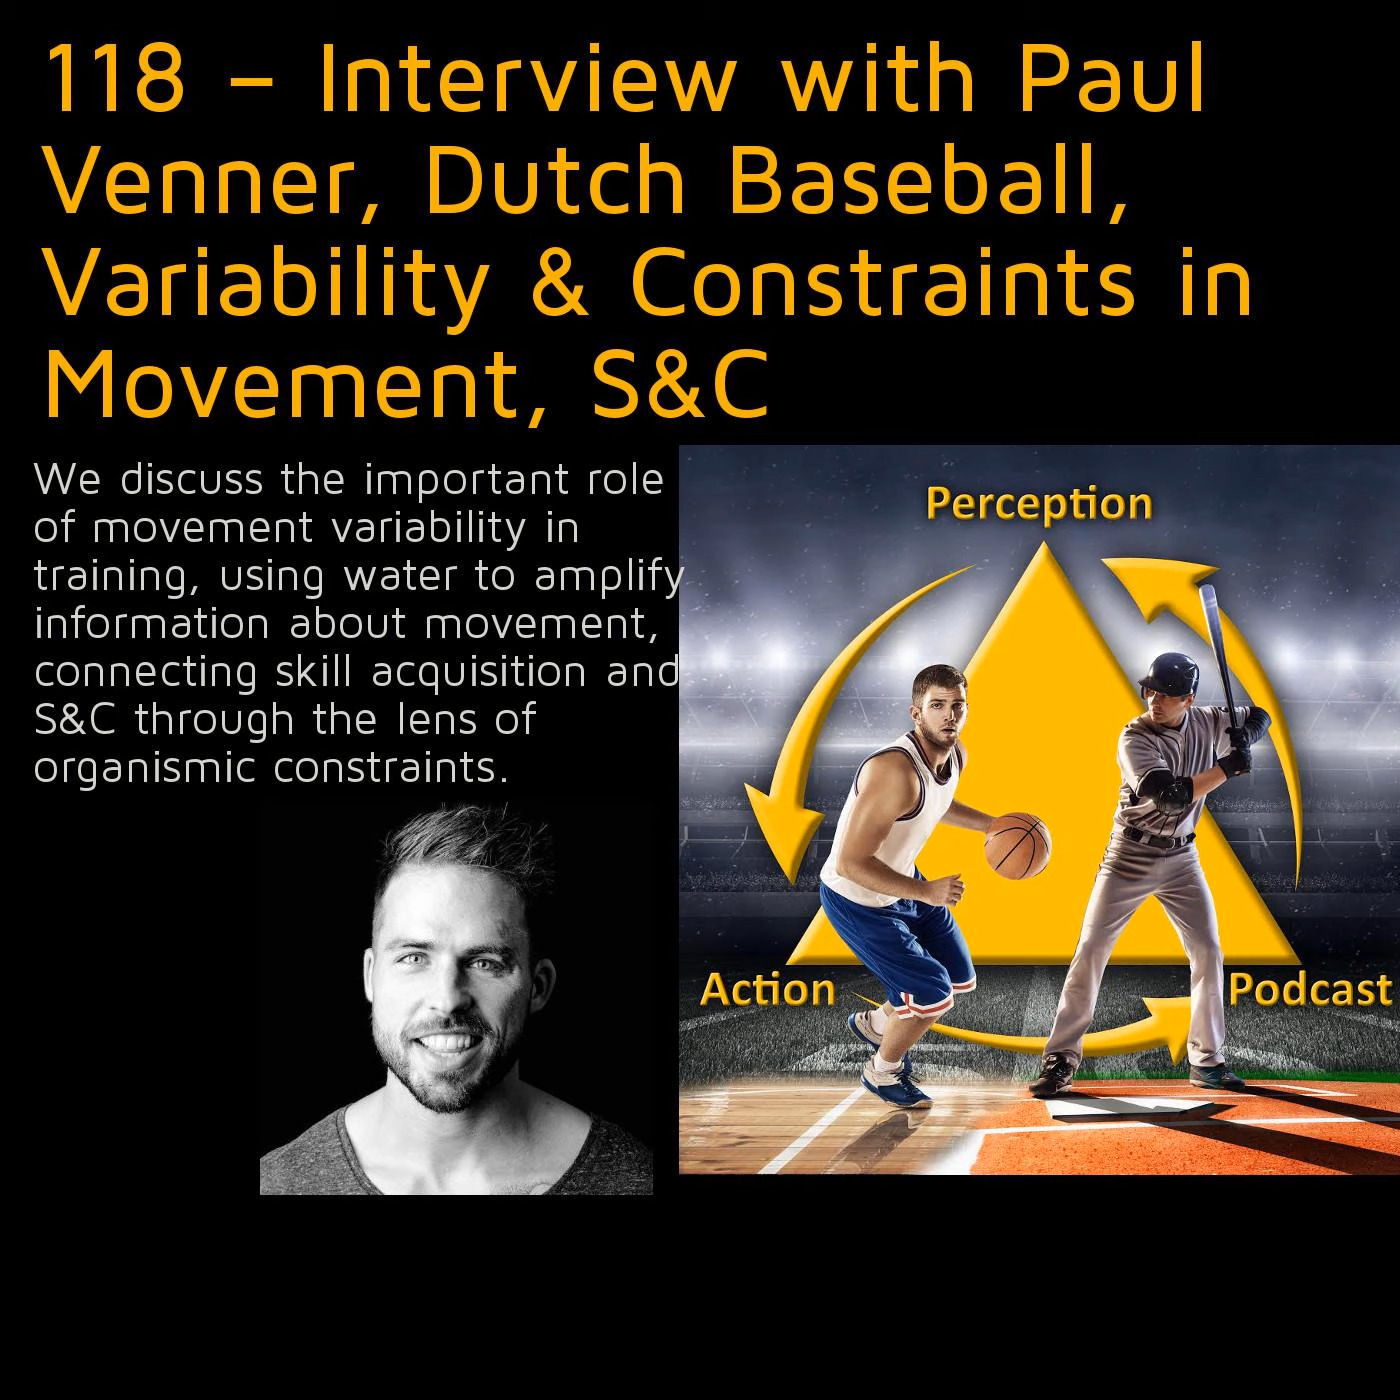 118 – Interview with Paul
Venner, Dutch Baseball,
Variability & Constraints in
Movement, S&C
We discuss the important role
of movement variability in
training, using water to amplify
information about movement,
connecting skill acquisition and
S&C through the lens of
organismic constraints.
Perception
Action
Podcast